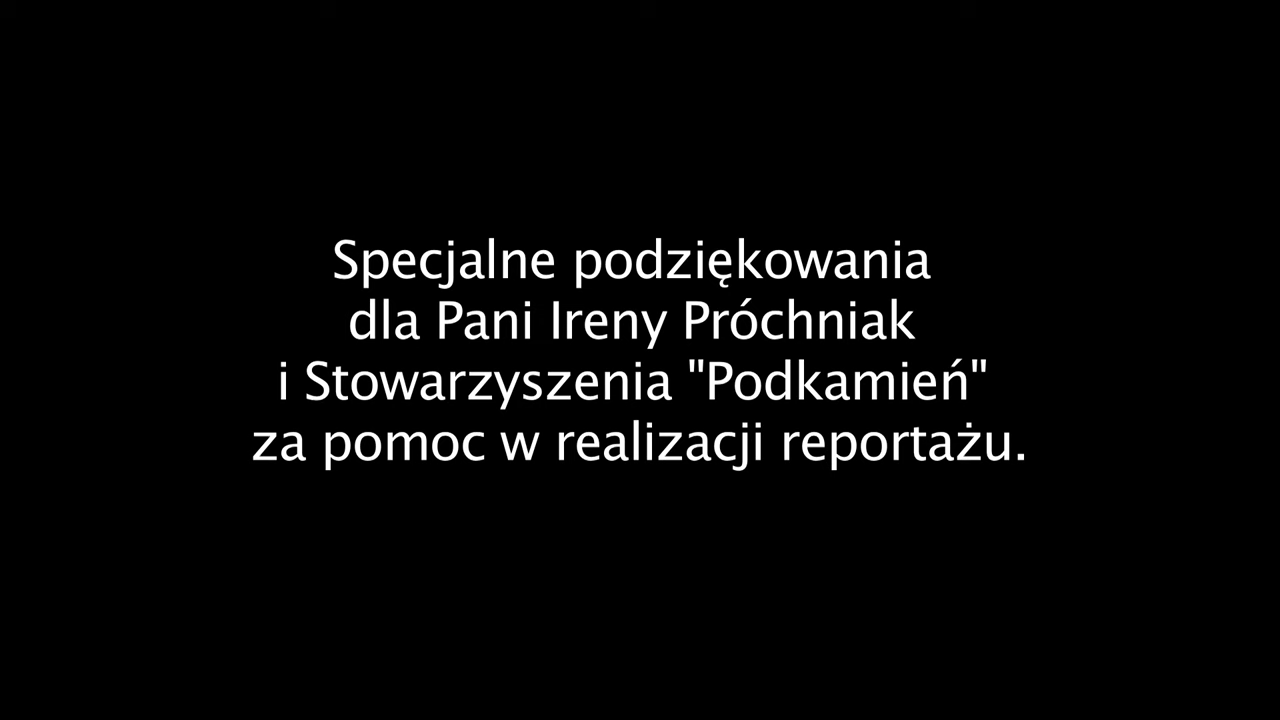 Specjalne podziękowania
dla Pani Ireny Próchniak
i Stowarzyszenia "Podkamień"
za pomoc w realizacji reportażu.